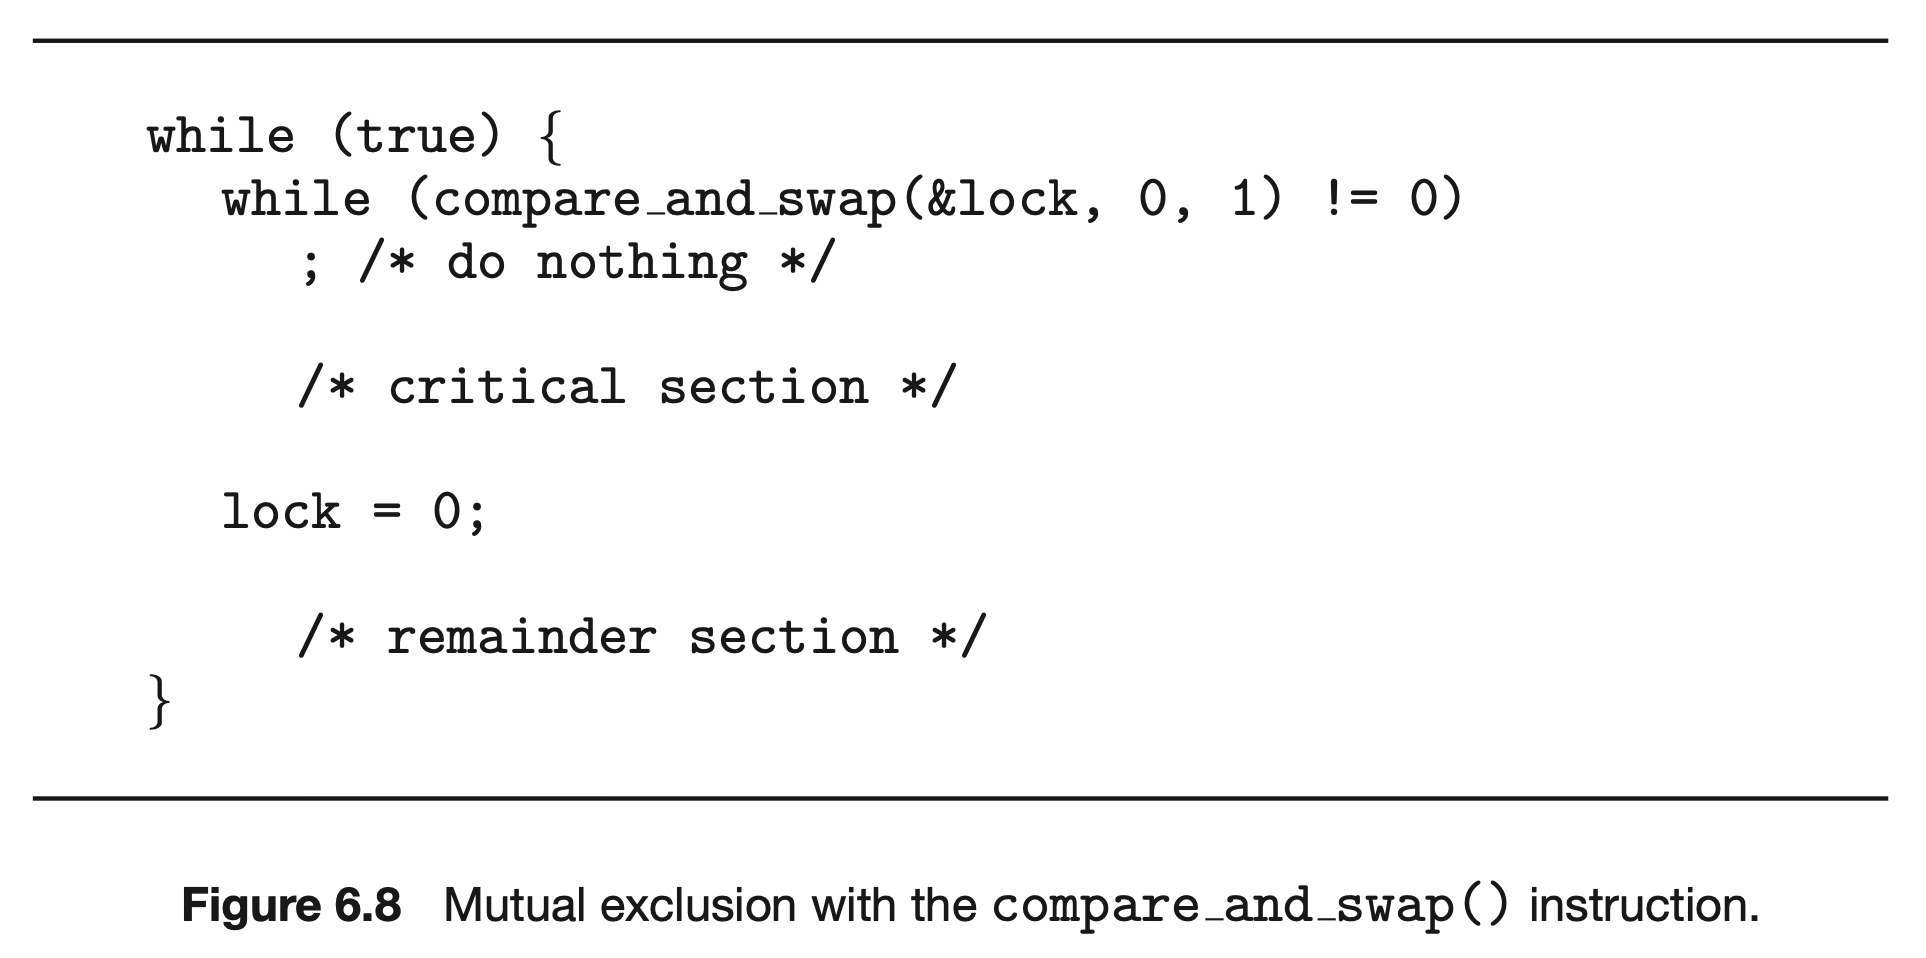 while (true) {
   while (compare_and_swap(&lock, 0, 1) != 0)
      ; /* do nothing */

      /* critical section */

   lock = 0;

      /* remainder section */
}
Figure 6.8 Mutual exclusion with the compare_and_swap() instruction.